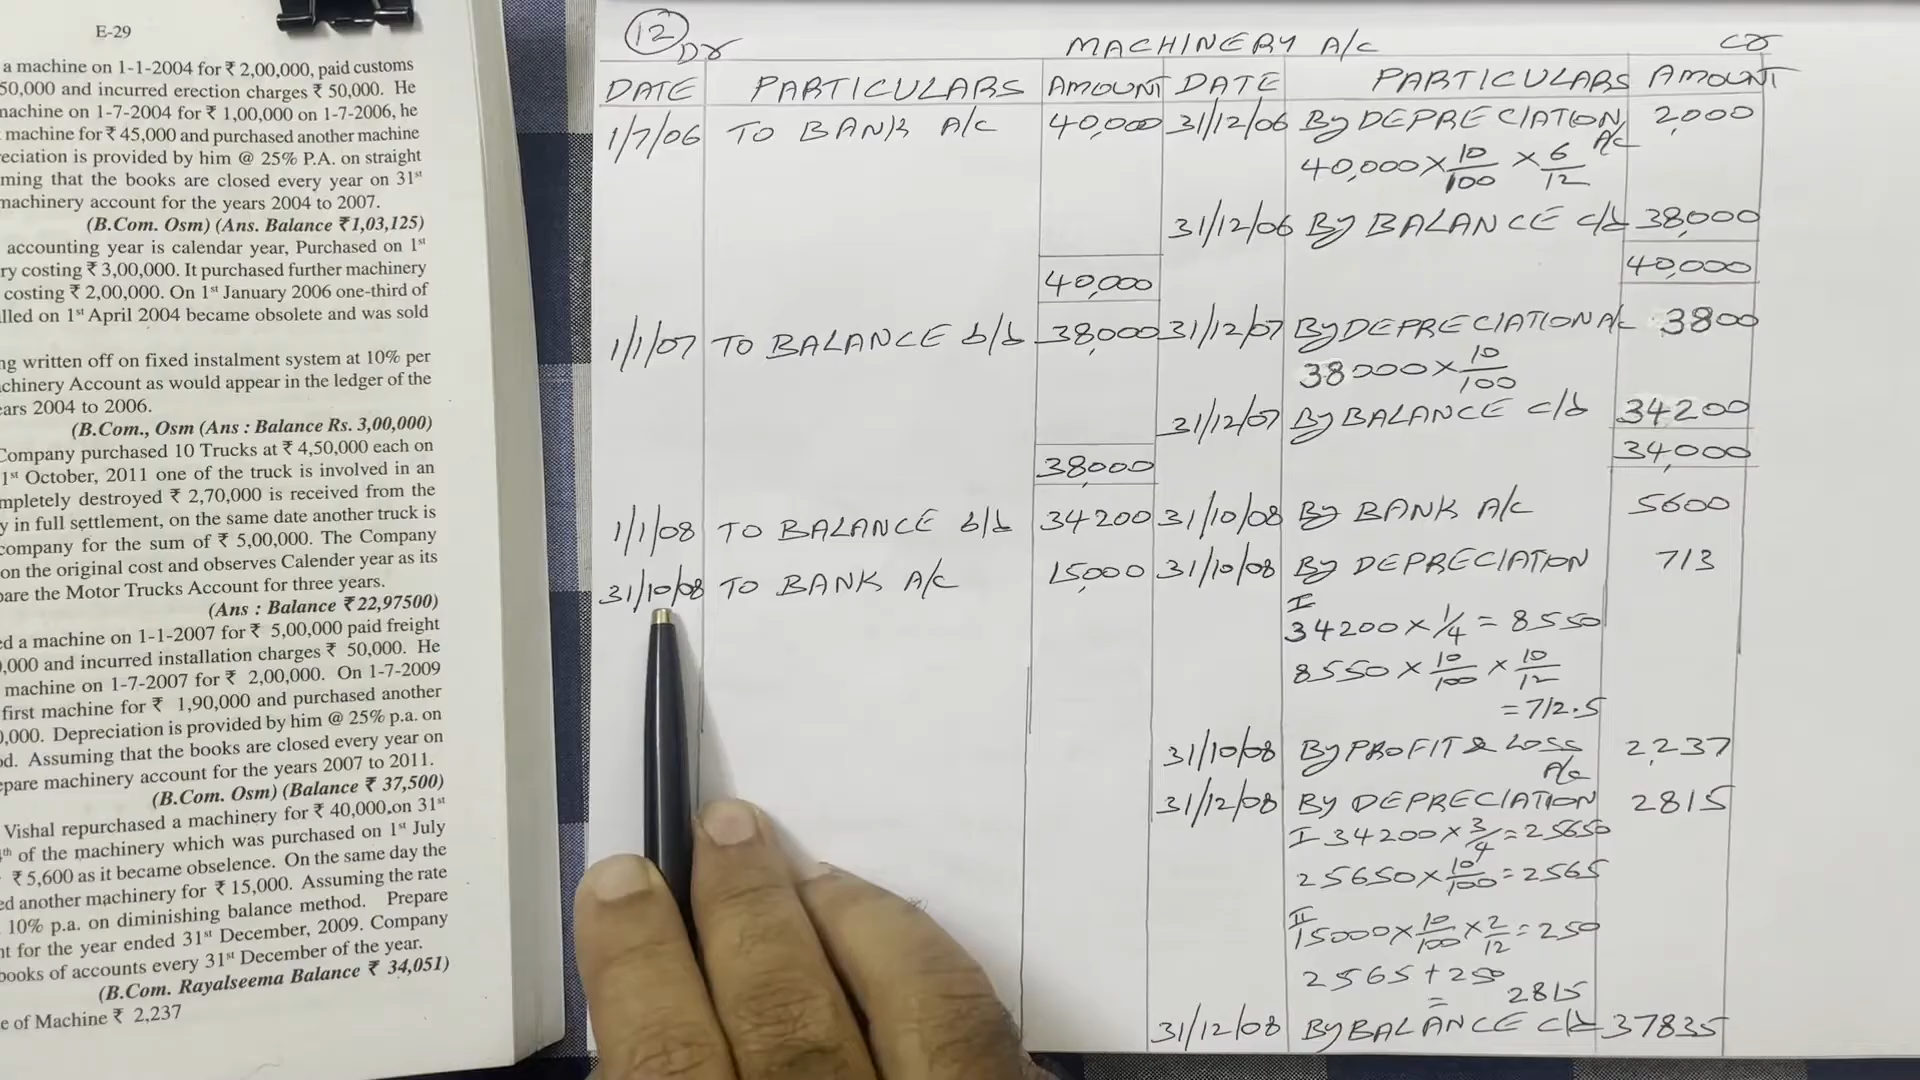 E-29
a machine on 1-1-2004 for ₹ 2,00,000, paid customs
50,000 and incurred erection charges ₹ 50,000. He
machine on 1-7-2004 for ₹ 1,00,000 on 1-7-2006, he
machine for ₹ 45,000 and purchased another machine
reciation is provided by him @ 25% P.A. on straight
ming that the books are closed every year on 31st
machinery account for the years 2004 to 2007.
(B.Com. Osm) (Ans. Balance ₹1,03,125)
accounting year is calendar year, Purchased on 1st
ry costing ₹ 3,00,000. It purchased further machinery
costing ₹ 2,00,000. On 1st January 2006 one-third of
lled on 1st April 2004 became obsolete and was sold
ng written off on fixed instalment system at 10% per
achinery Account as would appear in the ledger of the
ears 2004 to 2006.
(B.Com., Osm (Ans : Balance Rs. 3,00,000)
Company purchased 10 Trucks at ₹ 4,50,000 each on
1st October, 2011 one of the truck is involved in an
mpletely destroyed ₹ 2,70,000 is received from the
y in full settlement, on the same date another truck is
company for the sum of ₹ 5,00,000. The Company
on the original cost and observes Calender year as its
pare the Motor Trucks Account for three years.
(Ans : Balance ₹ 22,97500)
ed a machine on 1-1-2007 for ₹ 5,00,000 paid freight
0,000 and incurred installation charges ₹ 50,000. He
machine on 1-7-2007 for ₹ 2,00,000. On 1-7-2009
first machine for ₹ 1,90,000 and purchased another
0,000. Depreciation is provided by him @ 25% p.a. on
od. Assuming that the books are closed every year on
epare machinery account for the years 2007 to 2011.
(B.Com. Osm) (Balance ₹ 37,500)
Vishal repurchased a machinery for ₹ 40,000.on 31st
th of the machinery which was purchased on 1st July
₹ 5,600 as it became obselence. On the same day the
ed another machinery for ₹ 15,000. Assuming the rate
10% p.a. on diminishing balance method. Prepare
nt for the year ended 31st December, 2009. Company
books of accounts every 31st December of the year.
(B.Com. Rayalseema Balance ₹ 34,051)
e of Machine ₹ 2,237
12 Dr MACHINERY A/c Cr
DATE PARTICULARS AMOUNT DATE PARTICULARS AMOUNT
1/7/06 TO BANK A/c 40,000 31/12/06 By DEPRECIATION A/c 2,000
40,000 × 10/100 × 6/12
31/12/06 By BALANCE c/d 38,000
40,000 40,000
1/1/07 TO BALANCE b/d 38,000 31/12/07 By DEPRECIATION A/c 3800
38000 × 10/100
31/12/07 By BALANCE c/d 34200
38,000 34,000
1/1/08 TO BALANCE b/d 34200 31/10/08 By BANK A/c 5600
31/10/08 TO BANK A/c 15,000 31/10/08 By DEPRECIATION 713
I
34200 × 1/4 = 8550
8550 × 10/100 × 10/12
= 712.5
31/10/08 By PROFIT & LOSS A/c 2,237
31/12/08 By DEPRECIATION 2815
I 34200 × 3/4 = 25650
25650 × 10/100 = 2565
II
15000 × 10/100 × 2/12 = 250
2565 + 250
= 2815
31/12/08 By BALANCE c/d 37835